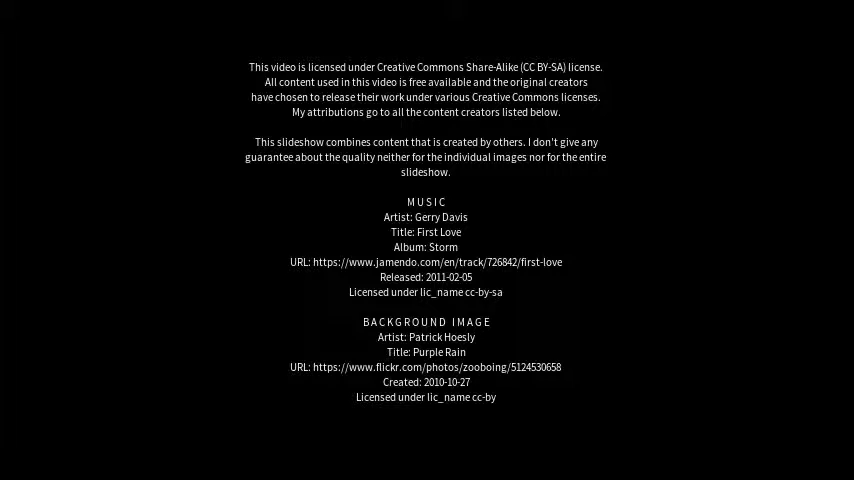 This video is licensed under Creative Commons Share-Alike (CC BY-SA) license.
All content used in this video is free available and the original creators
have chosen to release their work under various Creative Commons licenses.
My attributions go to all the content creators listed below.
This slideshow combines content that is created by others. I don't give any
guarantee about the quality neither for the individual images nor for the entire
slideshow.
MUSIC
Artist: Gerry Davis
Title: First Love
Album: Storm
URL: https://www.jamendo.com/en/track/726842/first-love
Released: 2011-02-05
Licensed under lic_name cc-by-sa
BACKGROUND IMAGE
Artist: Patrick Hoesly
Title: Purple Rain
URL: https://www.flickr.com/photos/zooboing/5124530658
Created: 2010-10-27
Licensed under lic_name cc-by